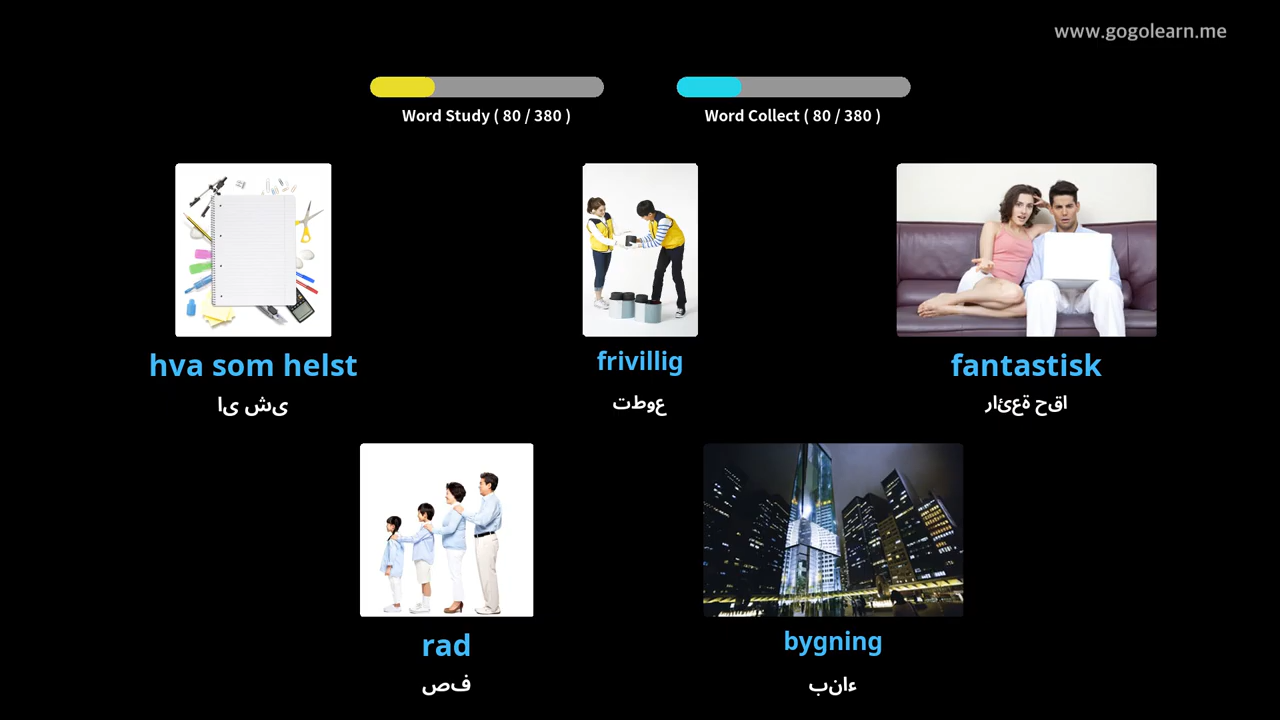 www.gogolearn.me
Word Study ( 80 / 380 )
Word Collect ( 80 / 380 )
hva som helst
ىش ىا
frivillig
عوطت
fantastisk
اقح ةعئار
rad
فص
bygning
ءانب